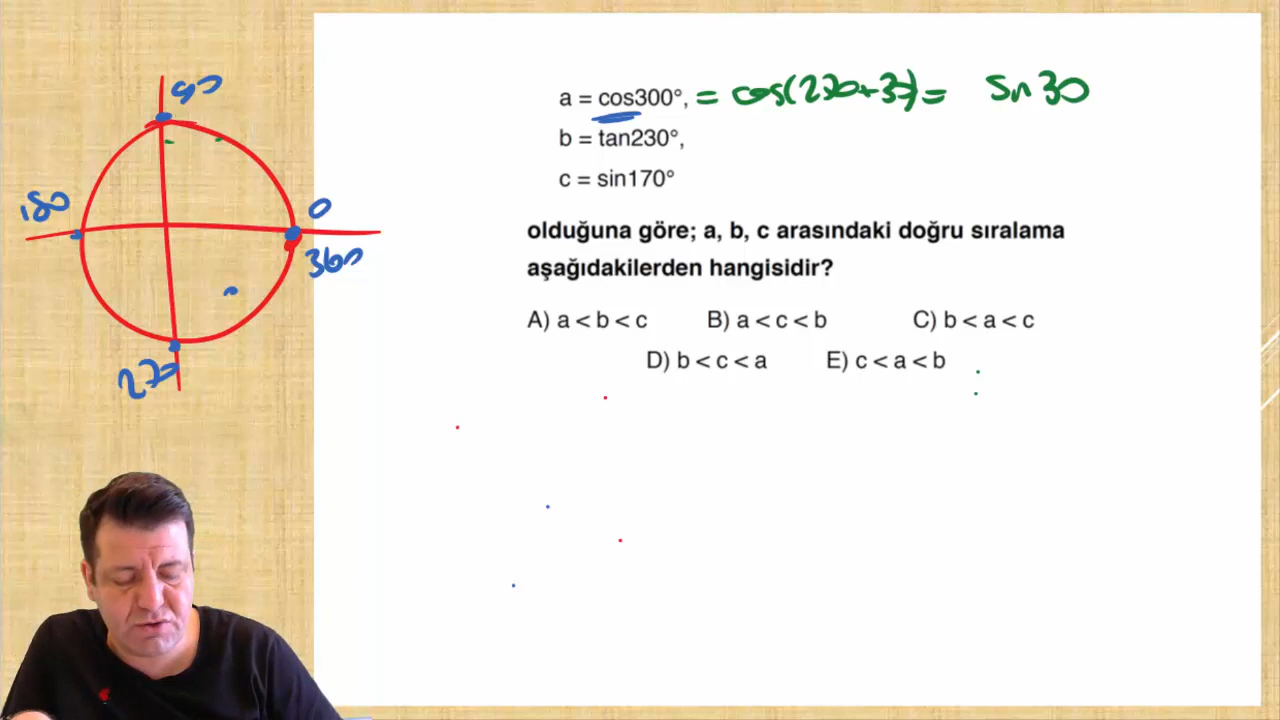 90
180
0
360
270
a = cos300°, = cos(270+30) = sin 30
b = tan230°,
c = sin170°
olduğuna göre; a, b, c arasındaki doğru sıralama
aşağıdakilerden hangisidir?
A) a < b < c B) a < c < b C) b < a < c
D) b < c < a E) c < a < b